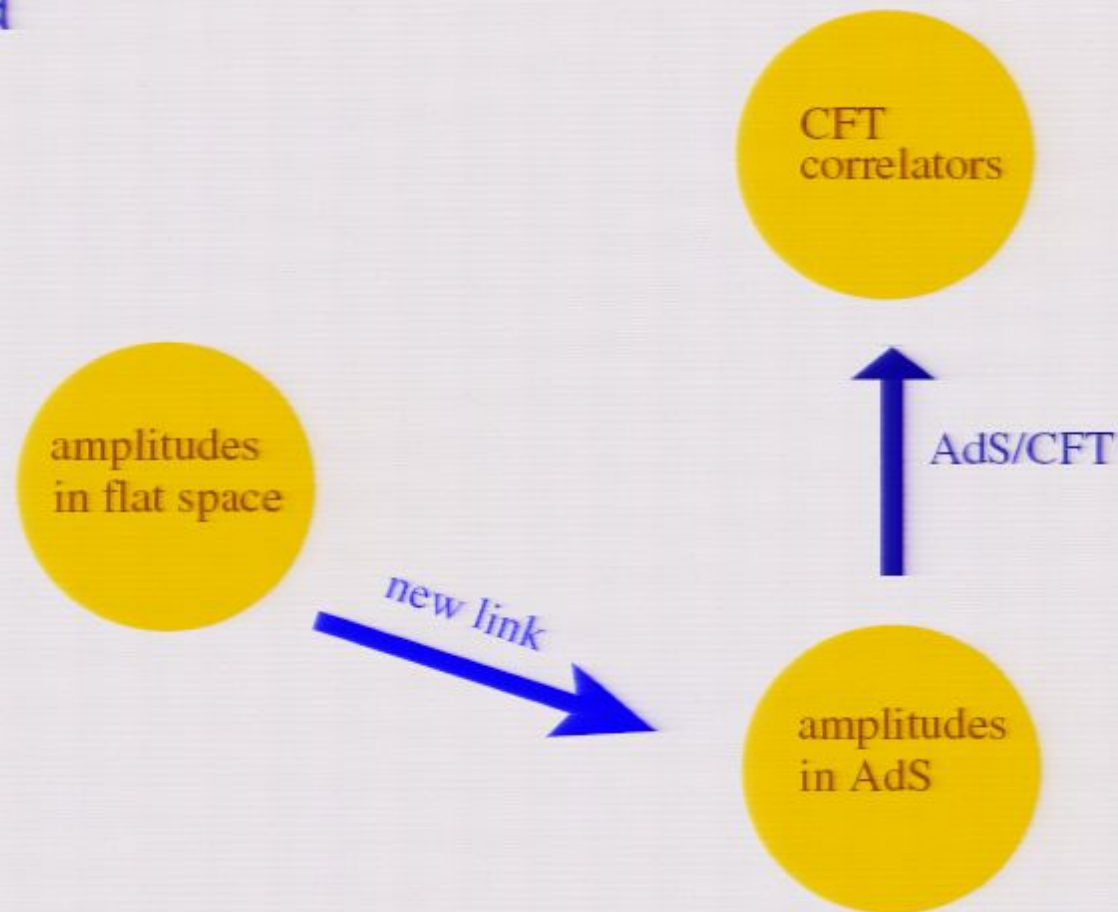 CFT
correlators
amplitudes
in flat space
AdS/CFT
new link
amplitudes
in AdS